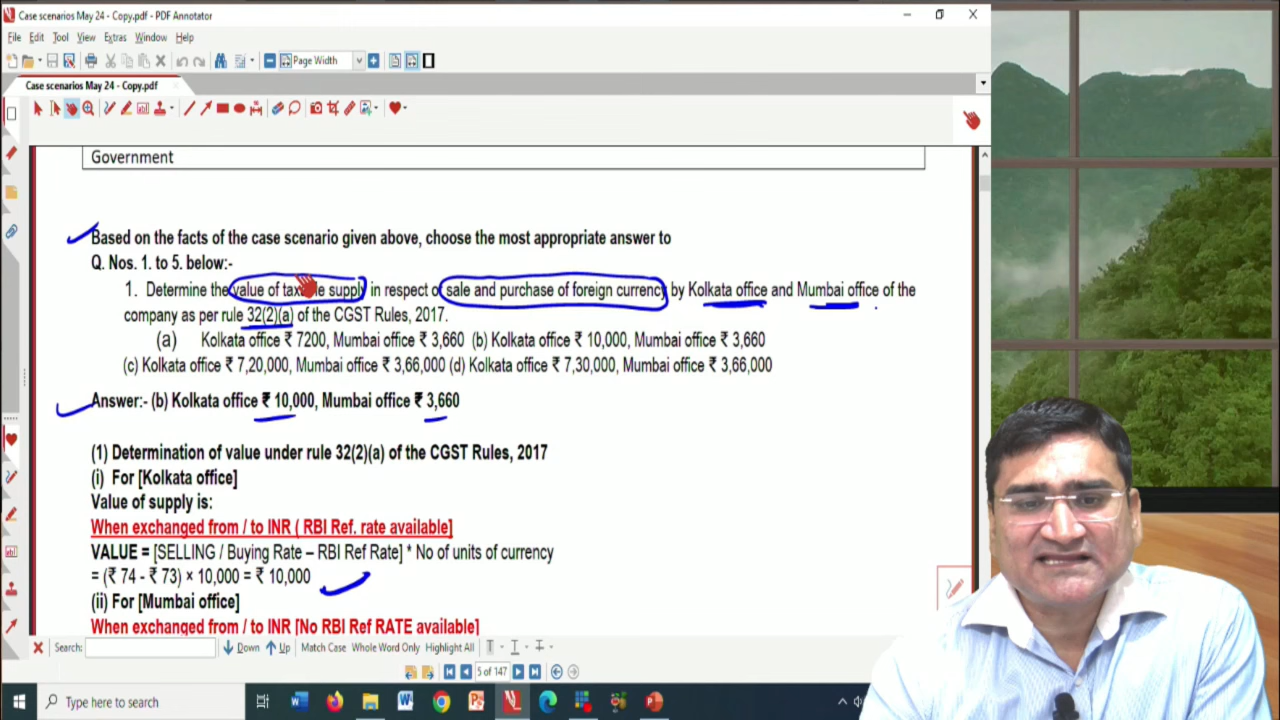 Case scenarios May 24 - Copy.pdf - PDF Annotator
File Edit Tool View Extras Window Help
Page Width
Case scenarios May 24 - Copy.pdf
Government
Based on the facts of the case scenario given above, choose the most appropriate answer to
Q. Nos. 1. to 5. below:-
1. Determine the value of taxable supply in respect of sale and purchase of foreign currency by Kolkata office and Mumbai office of the
company as per rule 32(2)(a) of the CGST Rules, 2017.
(a) Kolkata office ₹ 7200, Mumbai office ₹ 3,660 (b) Kolkata office ₹ 10,000, Mumbai office ₹ 3,660
(c) Kolkata office ₹ 7,20,000, Mumbai office ₹ 3,66,000 (d) Kolkata office ₹ 7,30,000, Mumbai office ₹ 3,66,000
Answer:- (b) Kolkata office ₹ 10,000, Mumbai office ₹ 3,660
(1) Determination of value under rule 32(2)(a) of the CGST Rules, 2017
(i) For [Kolkata office]
Value of supply is:
When exchanged from / to INR ( RBI Ref. rate available]
VALUE = [SELLING / Buying Rate – RBI Ref Rate] * No of units of currency
= (₹ 74 - ₹ 73) × 10,000 = ₹ 10,000
(ii) For [Mumbai office]
When exchanged from / to INR [No RBI Ref RATE available]
Search: Down Up Match Case Whole Word Only Highlight All
5 of 147
Type here to search